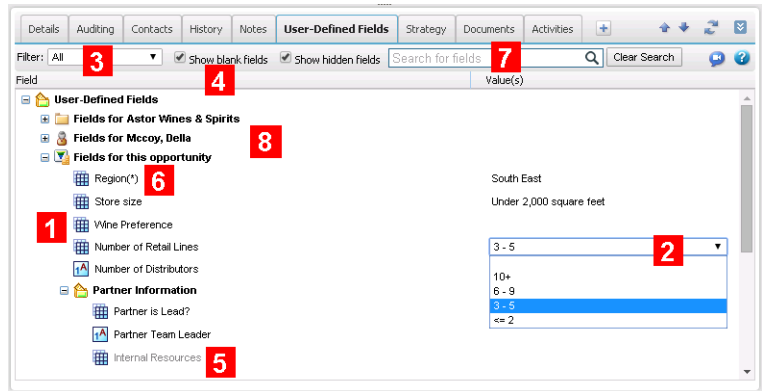 Details Auditing Contacts History Notes User-Defined Fields Strategy Documents Activities
Filter: All 3 Show blank fields Show hidden fields Search for fields 7 Clear Search
4
Field Value(s)
User-Defined Fields
Fields for Astor Wines & Spirits
Fields for Mccoy, Della 8
Fields for this opportunity
Region(*) 6 South East
Store size Under 2,000 square feet
1 Wine Preference
Number of Retail Lines 3 - 5 2
Number of Distributors
10+
6 - 9
Partner Information
3 - 5
Partner is Lead?
<= 2
1A Partner Team Leader
Internal Resources 5